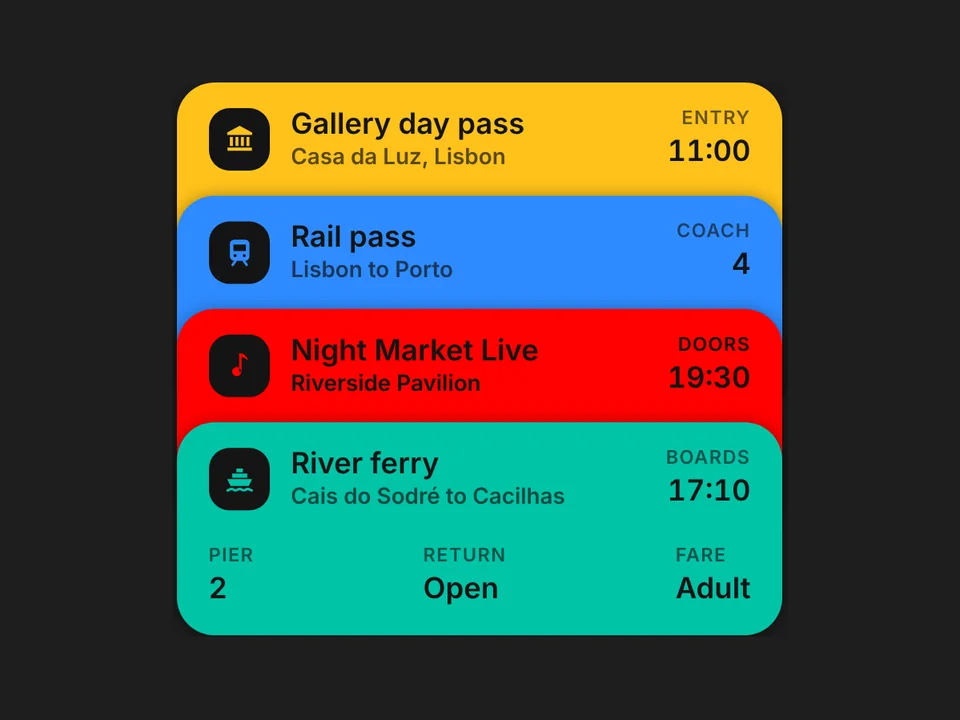 Gallery day pass
Casa da Luz, Lisbon
ENTRY
11:00
Rail pass
Lisbon to Porto
COACH
4
Night Market Live
Riverside Pavilion
DOORS
19:30
River ferry
Cais do Sodré to Cacilhas
BOARDS
17:10
PIER
2
RETURN
Open
FARE
Adult